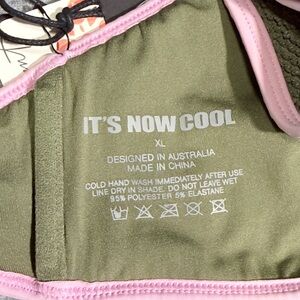 IT'S NOW COOL
XL
DESIGNED IN AUSTRALIA
MADE IN CHINA
COLD HAND WASH IMMEDIATELY AFTER USE
LINE DRY IN SHADE. DO NOT LEAVE WET
95% POLYESTER 5% ELASTANE